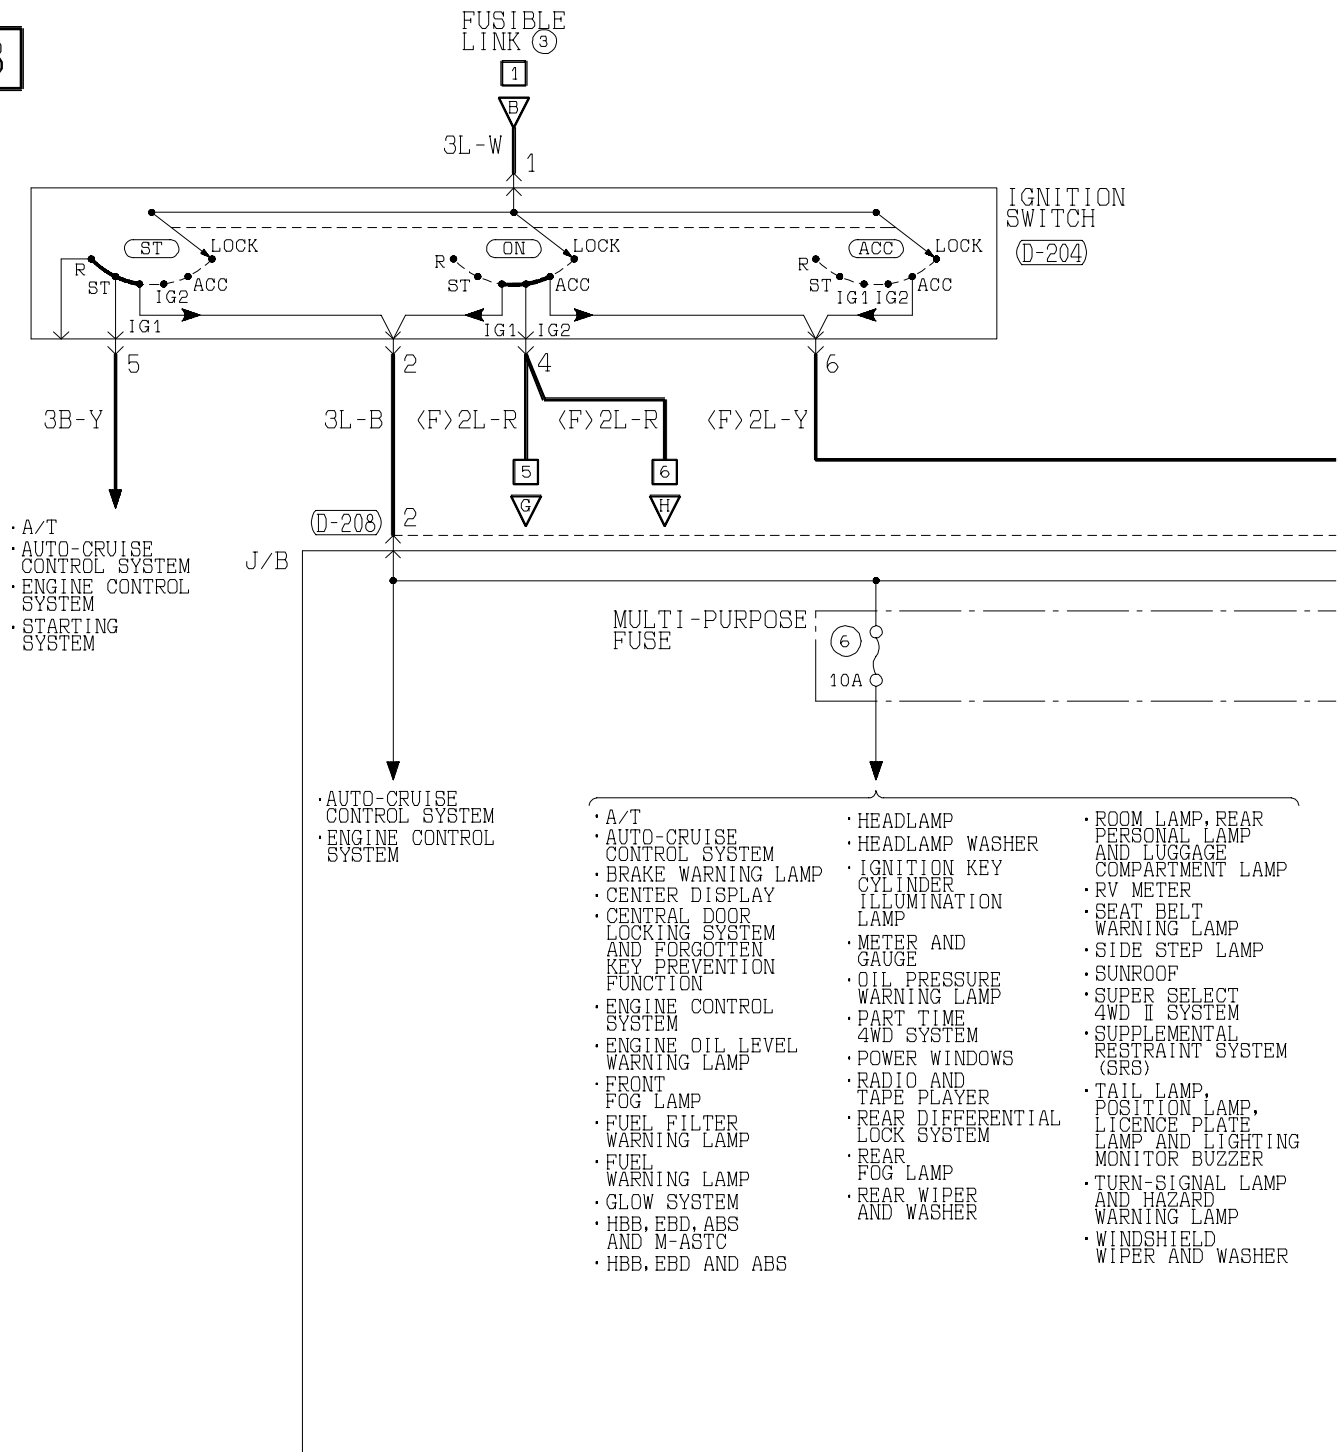 FUSIBLE
LINK 3
1
B
3L-W
1
IGNITION
SWITCH
D-204
ST
LOCK
R
ST
IG1
IG2
ACC
ON
LOCK
R
ST
IG1
IG2
ACC
ACC
LOCK
R
ST
IG1
IG2
ACC
5
2
4
6
3B-Y
3L-B
<F>2L-R
<F>2L-R
<F>2L-Y
5
G
6
H
· A/T
· AUTO-CRUISE
CONTROL SYSTEM
· ENGINE CONTROL
SYSTEM
· STARTING
SYSTEM
D-208
2
J/B
MULTI-PURPOSE
FUSE
6
10A
· AUTO-CRUISE
CONTROL SYSTEM
· ENGINE CONTROL
SYSTEM
· A/T
· AUTO-CRUISE
CONTROL SYSTEM
· BRAKE WARNING LAMP
· CENTER DISPLAY
· CENTRAL DOOR
LOCKING SYSTEM
AND FORGOTTEN
KEY PREVENTION
FUNCTION
· ENGINE CONTROL
SYSTEM
· ENGINE OIL LEVEL
WARNING LAMP
· FRONT
FOG LAMP
· FUEL FILTER
WARNING LAMP
· FUEL
WARNING LAMP
· GLOW SYSTEM
· HBB, EBD, ABS
AND M-ASTC
· HBB, EBD AND ABS
· HEADLAMP
· HEADLAMP WASHER
· IGNITION KEY
CYLINDER
ILLUMINATION
LAMP
· METER AND
GAUGE
· OIL PRESSURE
WARNING LAMP
· PART TIME
4WD SYSTEM
· POWER WINDOWS
· RADIO AND
TAPE PLAYER
· REAR DIFFERENTIAL
LOCK SYSTEM
· REAR
FOG LAMP
· REAR WIPER
AND WASHER
· ROOM LAMP, REAR
PERSONAL LAMP
AND LUGGAGE
COMPARTMENT LAMP
· RV METER
· SEAT BELT
WARNING LAMP
· SIDE STEP LAMP
· SUNROOF
· SUPER SELECT
4WD Ⅱ SYSTEM
· SUPPLEMENTAL
RESTRAINT SYSTEM
(SRS)
· TAIL LAMP,
POSITION LAMP,
LICENCE PLATE
LAMP AND LIGHTING
MONITOR BUZZER
· TURN-SIGNAL LAMP
AND HAZARD
WARNING LAMP
· WINDSHIELD
WIPER AND WASHER